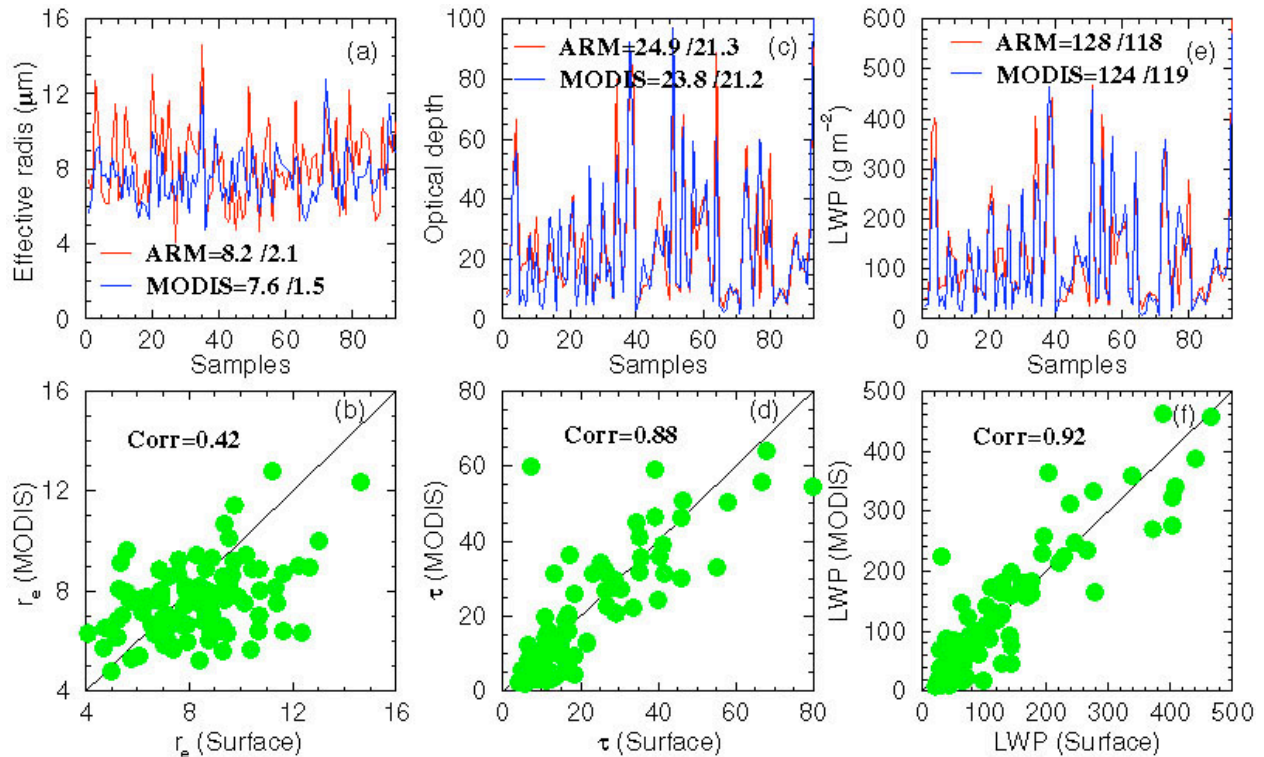 Effective radis (µm)
16
12
8
4
0
(a)
ARM=8.2 /2.1
MODIS=7.6 /1.5
0 20 40 60 80
Samples
Optical depth
100
80
60
40
20
0
(c)
ARM=24.9 /21.3
MODIS=23.8 /21.2
0 20 40 60 80
Samples
LWP (g m⁻²)
600
500
400
300
200
100
0
(e)
ARM=128 /118
MODIS=124 /119
0 20 40 60 80
Samples
rₑ (MODIS)
16
12
8
4
(b)
Corr=0.42
4 8 12 16
rₑ (Surface)
τ (MODIS)
80
60
40
20
0
(d)
Corr=0.88
0 20 40 60 80
τ (Surface)
LWP (MODIS)
500
400
300
200
100
0
(f)
Corr=0.92
0 100 200 300 400 500
LWP (Surface)